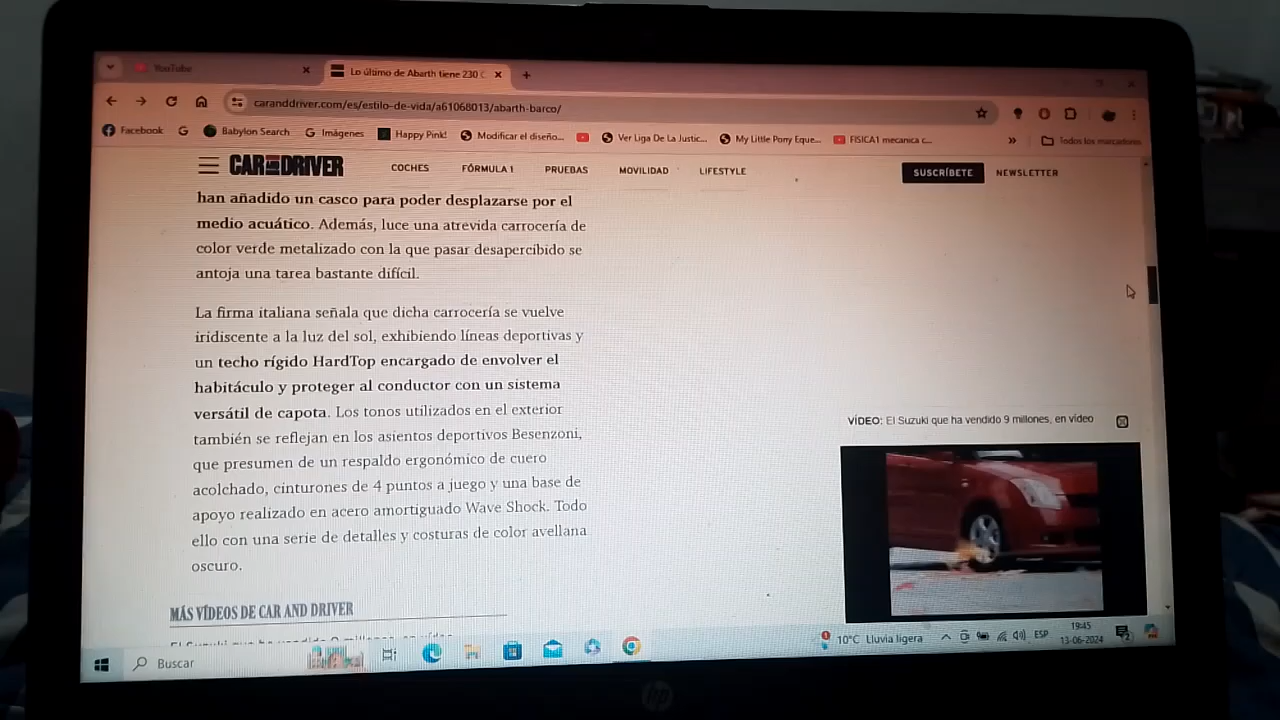 YouTube
Lo último de Abarth tiene 230 C
caranddriver.com/es/estilo-de-vida/a61068013/abarth-barco/
Facebook
Babylon Search
Imágenes
Happy Pink!
Modificar el diseño...
Ver Liga De La Justic...
My Little Pony Eque...
FISICA1 mecanica c...
»
Todos los marcadores
CAR AND DRIVER
COCHES
FÓRMULA 1
PRUEBAS
MOVILIDAD
LIFESTYLE
SUSCRÍBETE
NEWSLETTER
han añadido un casco para poder desplazarse por el
medio acuático. Además, luce una atrevida carrocería de
color verde metalizado con la que pasar desapercibido se
antoja una tarea bastante difícil.
La firma italiana señala que dicha carrocería se vuelve
iridiscente a la luz del sol, exhibiendo líneas deportivas y
un techo rígido HardTop encargado de envolver el
habitáculo y proteger al conductor con un sistema
versátil de capota. Los tonos utilizados en el exterior
también se reflejan en los asientos deportivos Besenzoni,
que presumen de un respaldo ergonómico de cuero
acolchado, cinturones de 4 puntos a juego y una base de
apoyo realizado en acero amortiguado Wave Shock. Todo
ello con una serie de detalles y costuras de color avellana
oscuro.
VÍDEO: El Suzuki que ha vendido 9 millones, en vídeo
MÁS VÍDEOS DE CAR AND DRIVER
Buscar
10°C Lluvia ligera
ESP
19:45
13-06-2024
hp